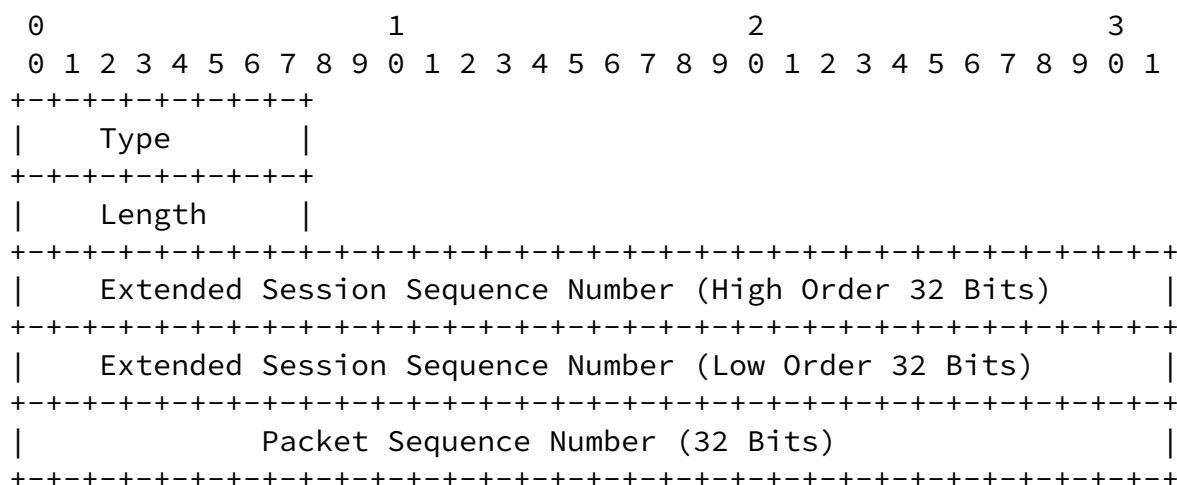 0                   1                   2                   3
 0 1 2 3 4 5 6 7 8 9 0 1 2 3 4 5 6 7 8 9 0 1 2 3 4 5 6 7 8 9 0 1
+-+-+-+-+-+-+-+-+
|    Type       |
+-+-+-+-+-+-+-+-+
|    Length     |
+-+-+-+-+-+-+-+-+-+-+-+-+-+-+-+-+-+-+-+-+-+-+-+-+-+-+-+-+-+-+-+-+
|    Extended Session Sequence Number (High Order 32 Bits)      |
+-+-+-+-+-+-+-+-+-+-+-+-+-+-+-+-+-+-+-+-+-+-+-+-+-+-+-+-+-+-+-+-+
|    Extended Session Sequence Number (Low Order 32 Bits)       |
+-+-+-+-+-+-+-+-+-+-+-+-+-+-+-+-+-+-+-+-+-+-+-+-+-+-+-+-+-+-+-+-+
|             Packet Sequence Number (32 Bits)                  |
+-+-+-+-+-+-+-+-+-+-+-+-+-+-+-+-+-+-+-+-+-+-+-+-+-+-+-+-+-+-+-+-+